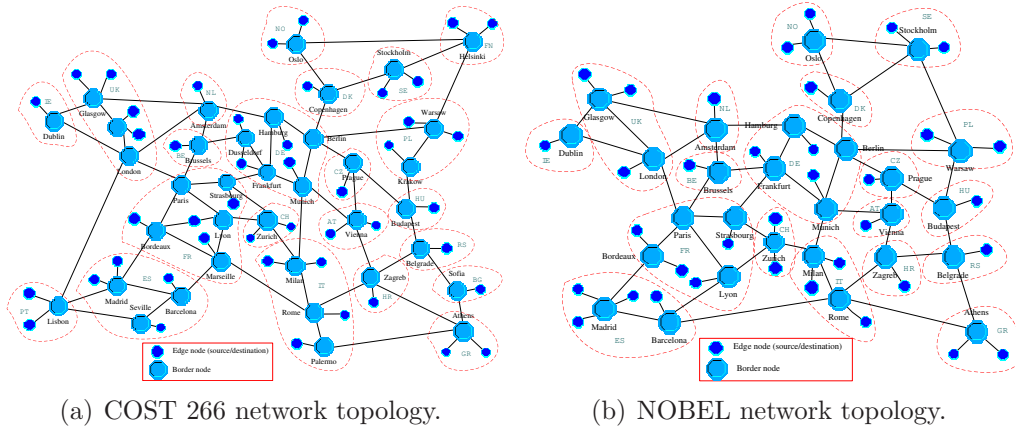 NO
Oslo
Stockholm
FN
Helsinki
SE
IE
Dublin
Glasgow
UK
NL
Amsterdam
DK
Copenhagen
Hamburg
Berlin
Warsaw
PL
Krakow
London
BE
Brussels
Dusseldorf
DE
Frankfurt
Munich
CZ
Prague
Paris
Strasbourg
CH
Zurich
AT
Vienna
HU
Budapest
Bordeaux
Lyon
FR
Marseille
RS
Belgrade
Sofia
BG
Madrid
ES
Seville
Barcelona
PT
Lisbon
Milan
IT
Zagreb
HR
Rome
Palermo
Athens
GR
Edge node (source/destination)
Border node
(a) COST 266 network topology.
NO
Oslo
SE
Stockholm
Glasgow
UK
IE
Dublin
NL
Amsterdam
DK
Copenhagen
Hamburg
Berlin
PL
Warsaw
London
BE
Brussels
DE
Frankfurt
CZ
Prague
HU
Budapest
Munich
AT
Vienna
Paris
Strasbourg
FR
CH
Zurich
Bordeaux
Lyon
Milan
IT
Zagreb
HR
Belgrade
RS
Madrid
ES
Barcelona
Rome
Athens
GR
Edge node (source/destination)
Border node
(b) NOBEL network topology.